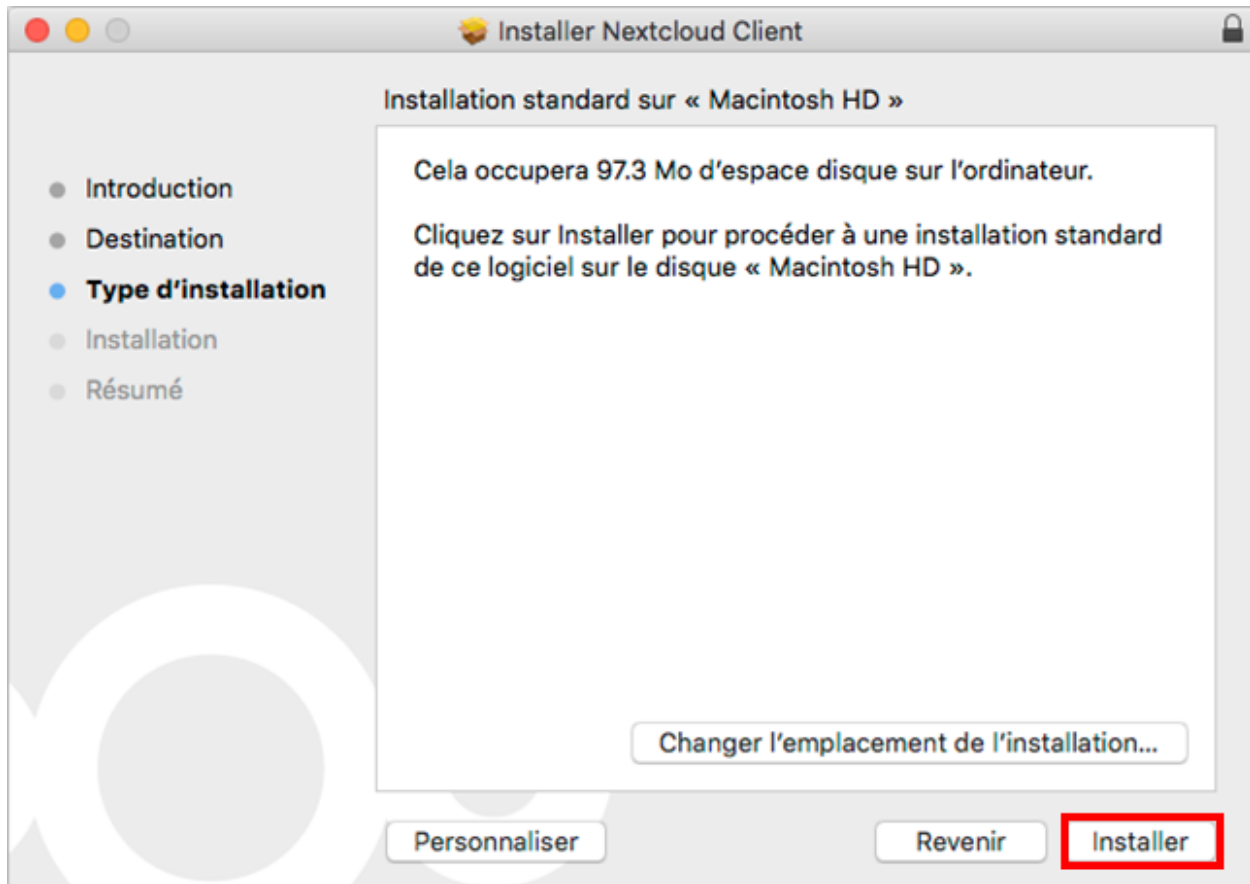 Installer Nextcloud Client
Installation standard sur « Macintosh HD »
Introduction
Destination
Type d'installation
Installation
Résumé
Cela occupera 97.3 Mo d'espace disque sur l'ordinateur.
Cliquez sur Installer pour procéder à une installation standard
de ce logiciel sur le disque « Macintosh HD ».
Changer l'emplacement de l'installation...
Personnaliser
Revenir
Installer